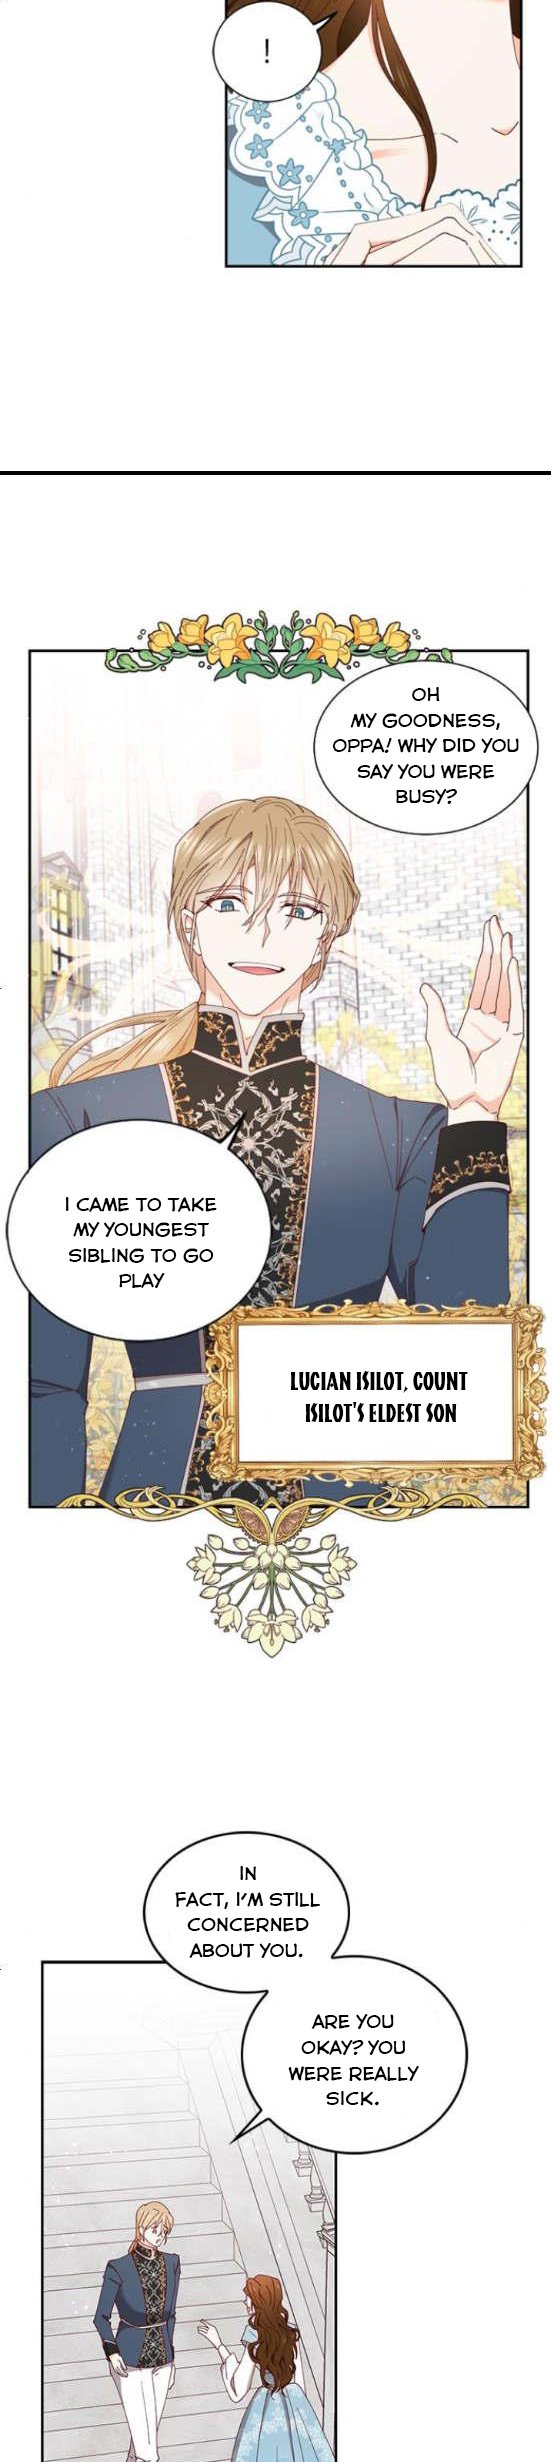 !
OH
MY GOODNESS,
OPPA! WHY DID YOU
SAY YOU WERE
BUSY?
I CAME TO TAKE
MY YOUNGEST
SIBLING TO GO
PLAY
LUCIAN ISILOT, COUNT
ISILOT'S ELDEST SON
IN
FACT, I'M STILL
CONCERNED
ABOUT YOU.
ARE YOU
OKAY? YOU
WERE REALLY
SICK.